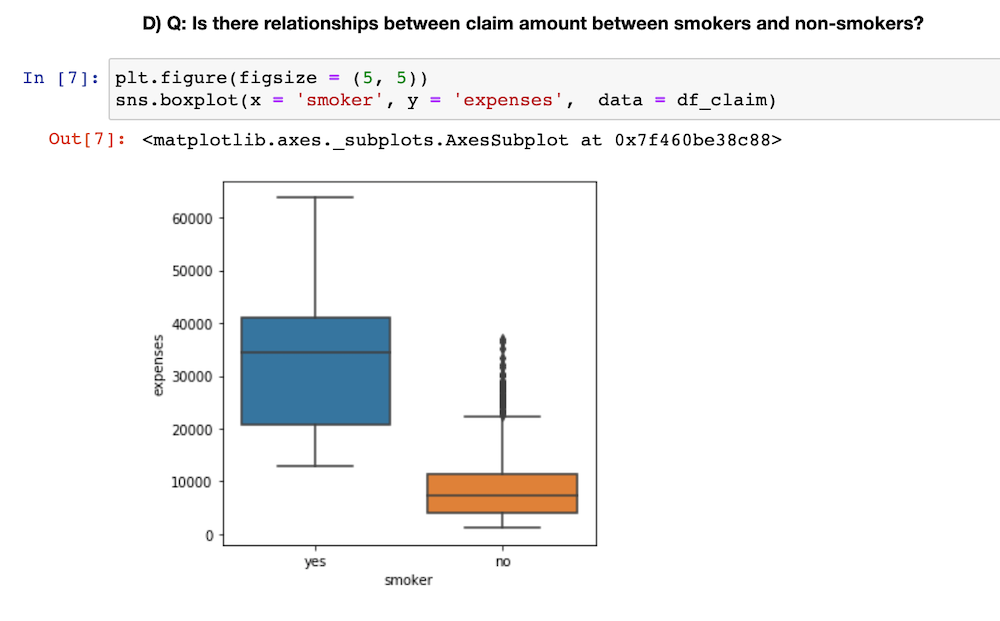 D) Q: Is there relationships between claim amount between smokers and non-smokers?
In [7]: plt.figure(figsize = (5, 5))
sns.boxplot(x = 'smoker', y = 'expenses',  data = df_claim)
Out[7]: <matplotlib.axes._subplots.AxesSubplot at 0x7f460be38c88>
60000
50000
40000
30000
20000
10000
0
expenses
yes no
smoker